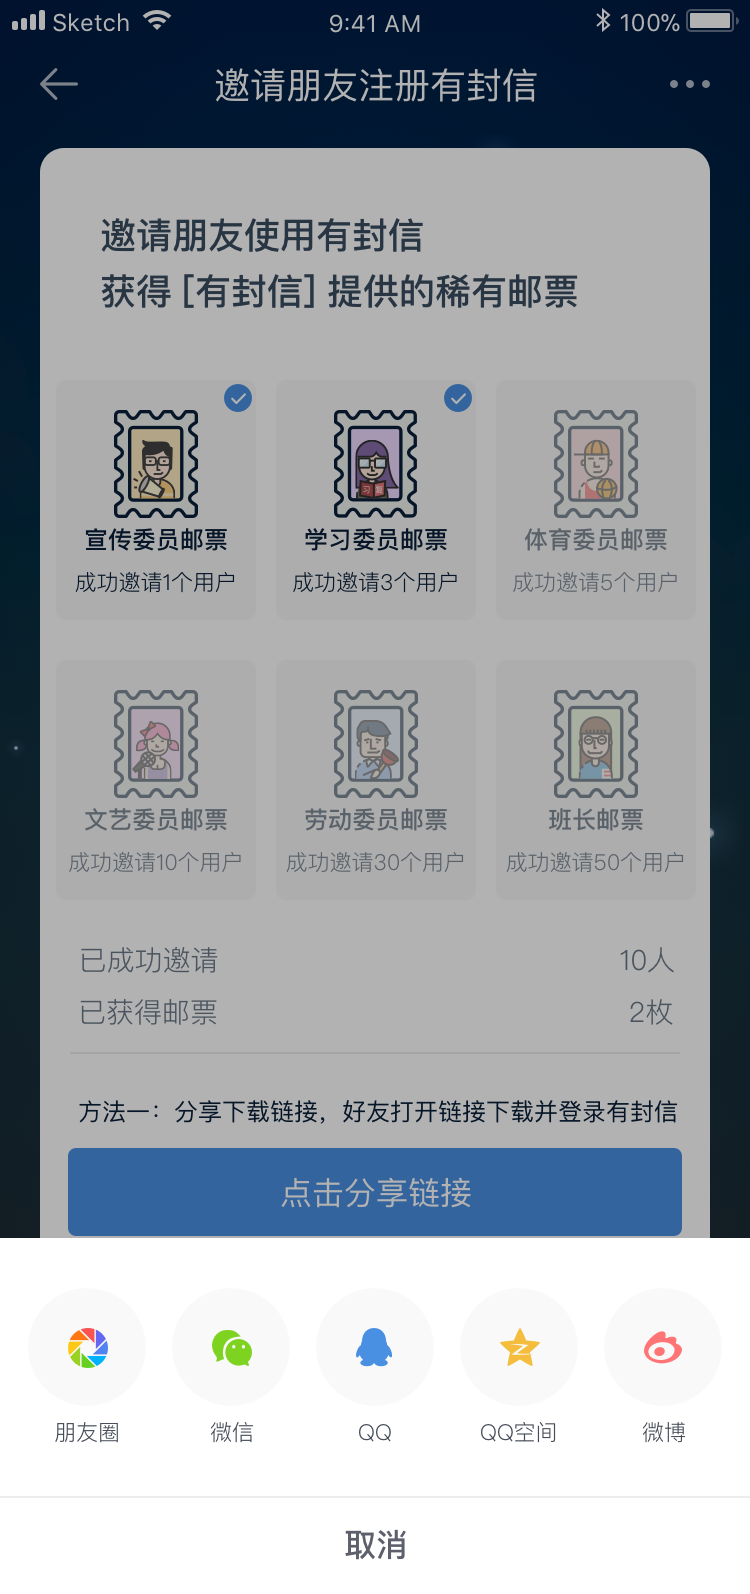 Sketch 9:41 AM 100%
邀请朋友注册有封信
邀请朋友使用有封信
获得 [有封信] 提供的稀有邮票
宣传委员邮票 学习委员邮票 体育委员邮票
成功邀请1个用户 成功邀请3个用户 成功邀请5个用户
文艺委员邮票 劳动委员邮票 班长邮票
成功邀请10个用户 成功邀请30个用户 成功邀请50个用户
已成功邀请 10人
已获得邮票 2枚
方法一：分享下载链接，好友打开链接下载并登录有封信
点击分享链接
朋友圈 微信 QQ QQ空间 微博
取消